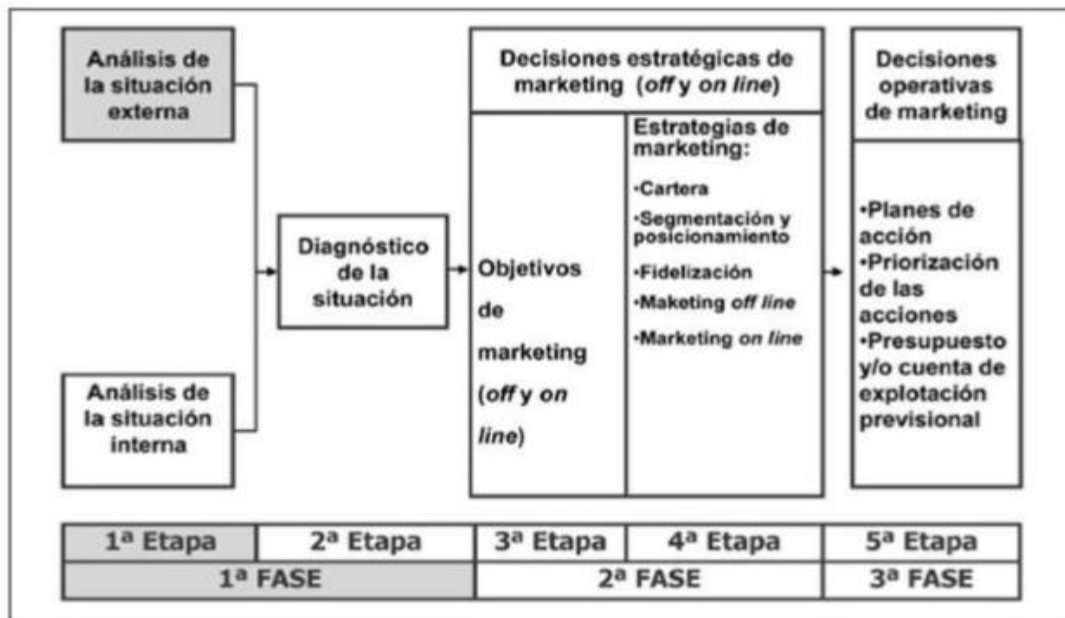 Análisis de
la situación
externa
Análisis de
la situación
interna
Diagnóstico
de la
situación
Decisiones estratégicas de
marketing (off y on line)
Objetivos
de
marketing
(off y on
line)
Estrategias de
marketing:
•Cartera
•Segmentación y
posicionamiento
•Fidelización
•Maketing off line
•Marketing on line
Decisiones
operativas
de marketing
•Planes de
acción
•Priorización
de las
acciones
•Presupuesto
y/o cuenta de
explotación
previsional
1ª Etapa 2ª Etapa 3ª Etapa 4ª Etapa 5ª Etapa
1ª FASE 2ª FASE 3ª FASE